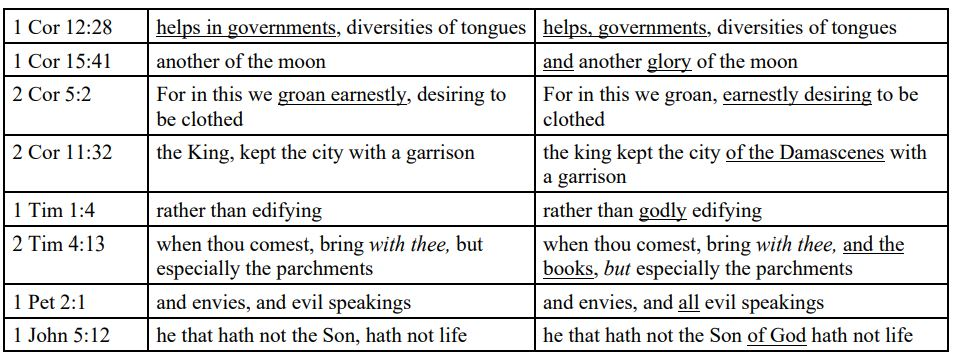 1 Cor 12:28 helps in governments, diversities of tongues helps, governments, diversities of tongues
1 Cor 15:41 another of the moon and another glory of the moon
2 Cor 5:2 For in this we groan earnestly, desiring to For in this we groan, earnestly desiring to be
be clothed clothed
2 Cor 11:32 the King, kept the city with a garrison the king kept the city of the Damascenes with
a garrison
1 Tim 1:4 rather than edifying rather than godly edifying
2 Tim 4:13 when thou comest, bring with thee, but when thou comest, bring with thee, and the
especially the parchments books, but especially the parchments
1 Pet 2:1 and envies, and evil speakings and envies, and all evil speakings
1 John 5:12 he that hath not the Son, hath not life he that hath not the Son of God hath not life